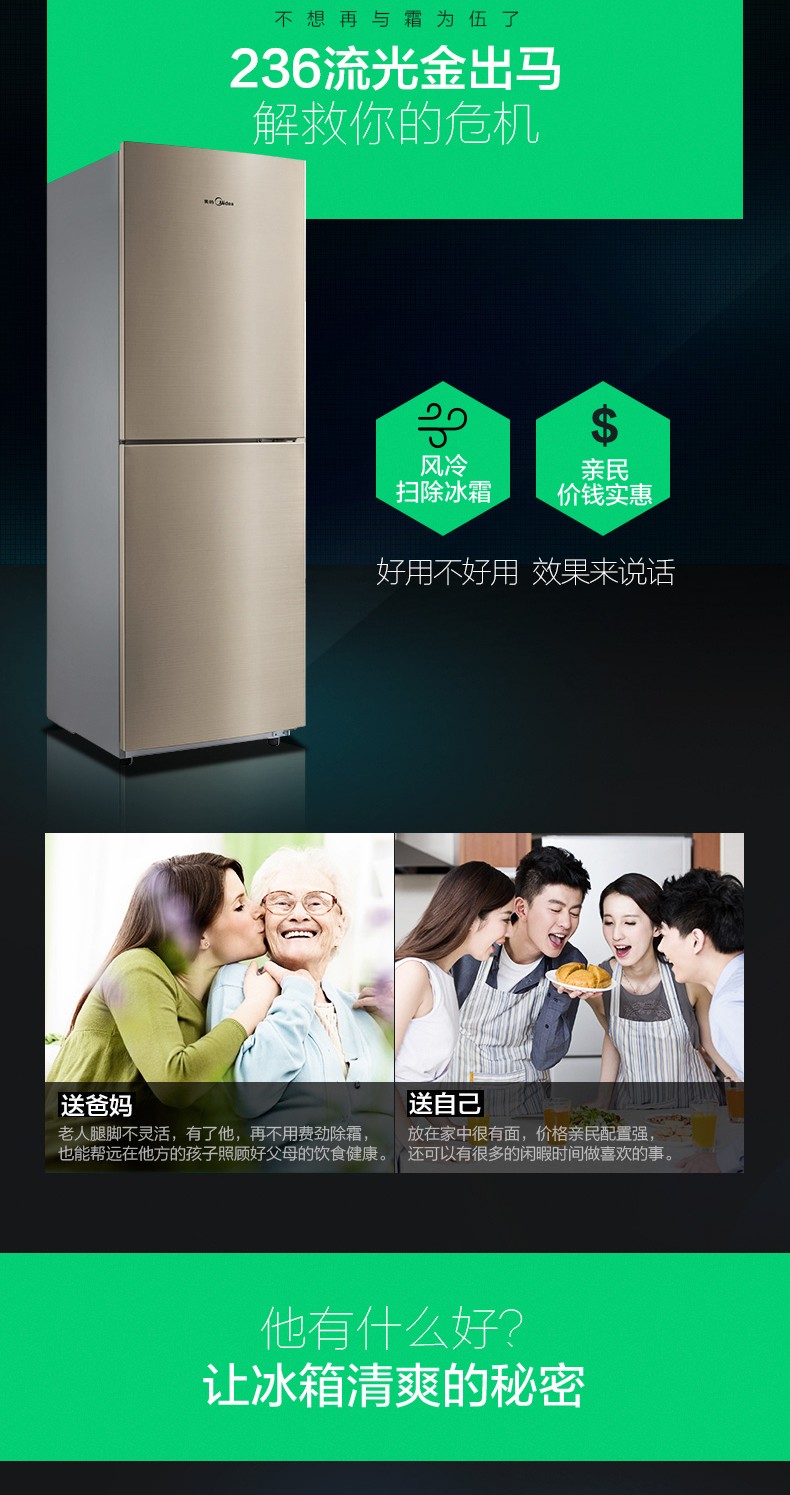 不想再与霜为伍了
236流光金出马
解救你的危机
美的 Midea
风冷
扫除冰霜
$
亲民
价钱实惠
好用不好用 效果来说话
送爸妈
老人腿脚不灵活，有了他，再不用费劲除霜，
也能帮远在他方的孩子照顾好父母的饮食健康。
送自己
放在家中很有面，价格亲民配置强，
还可以有很多的闲暇时间做喜欢的事。
他有什么好？
让冰箱清爽的秘密